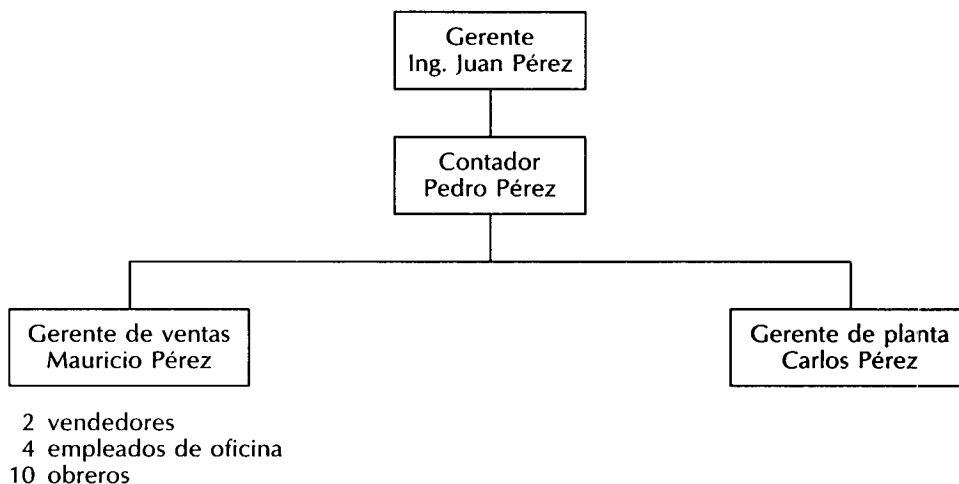 Gerente
Ing. Juan Pérez
Contador
Pedro Pérez
Gerente de ventas
Mauricio Pérez
Gerente de planta
Carlos Pérez
2 vendedores
4 empleados de oficina
10 obreros